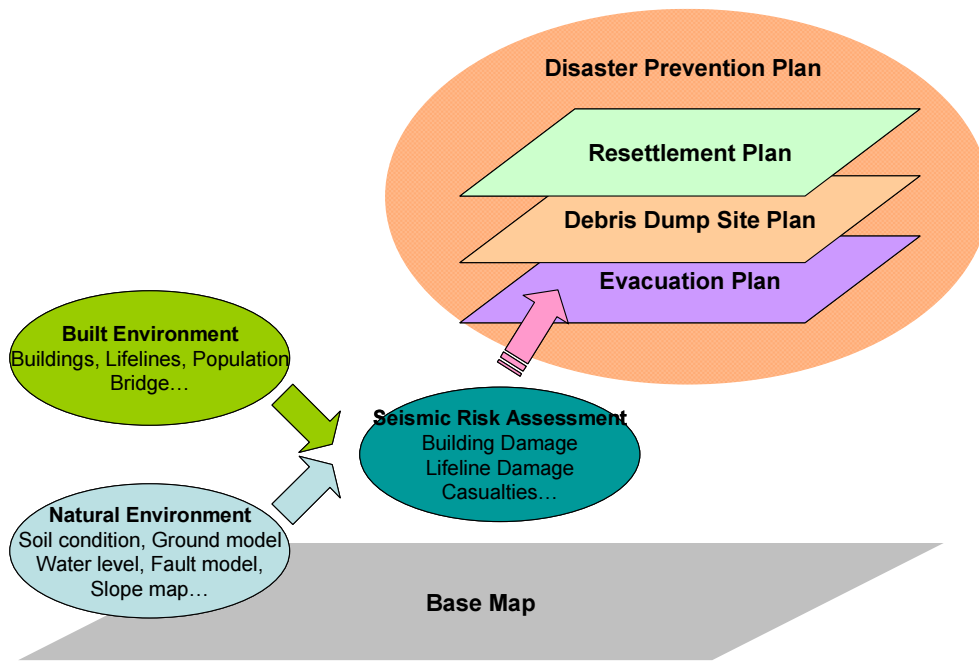 Disaster Prevention Plan
Resettlement Plan
Debris Dump Site Plan
Evacuation Plan
Built Environment
Buildings, Lifelines, Population
Bridge…
Seismic Risk Assessment
Building Damage
Lifeline Damage
Casualties…
Natural Environment
Soil condition, Ground model
Water level, Fault model,
Slope map…
Base Map